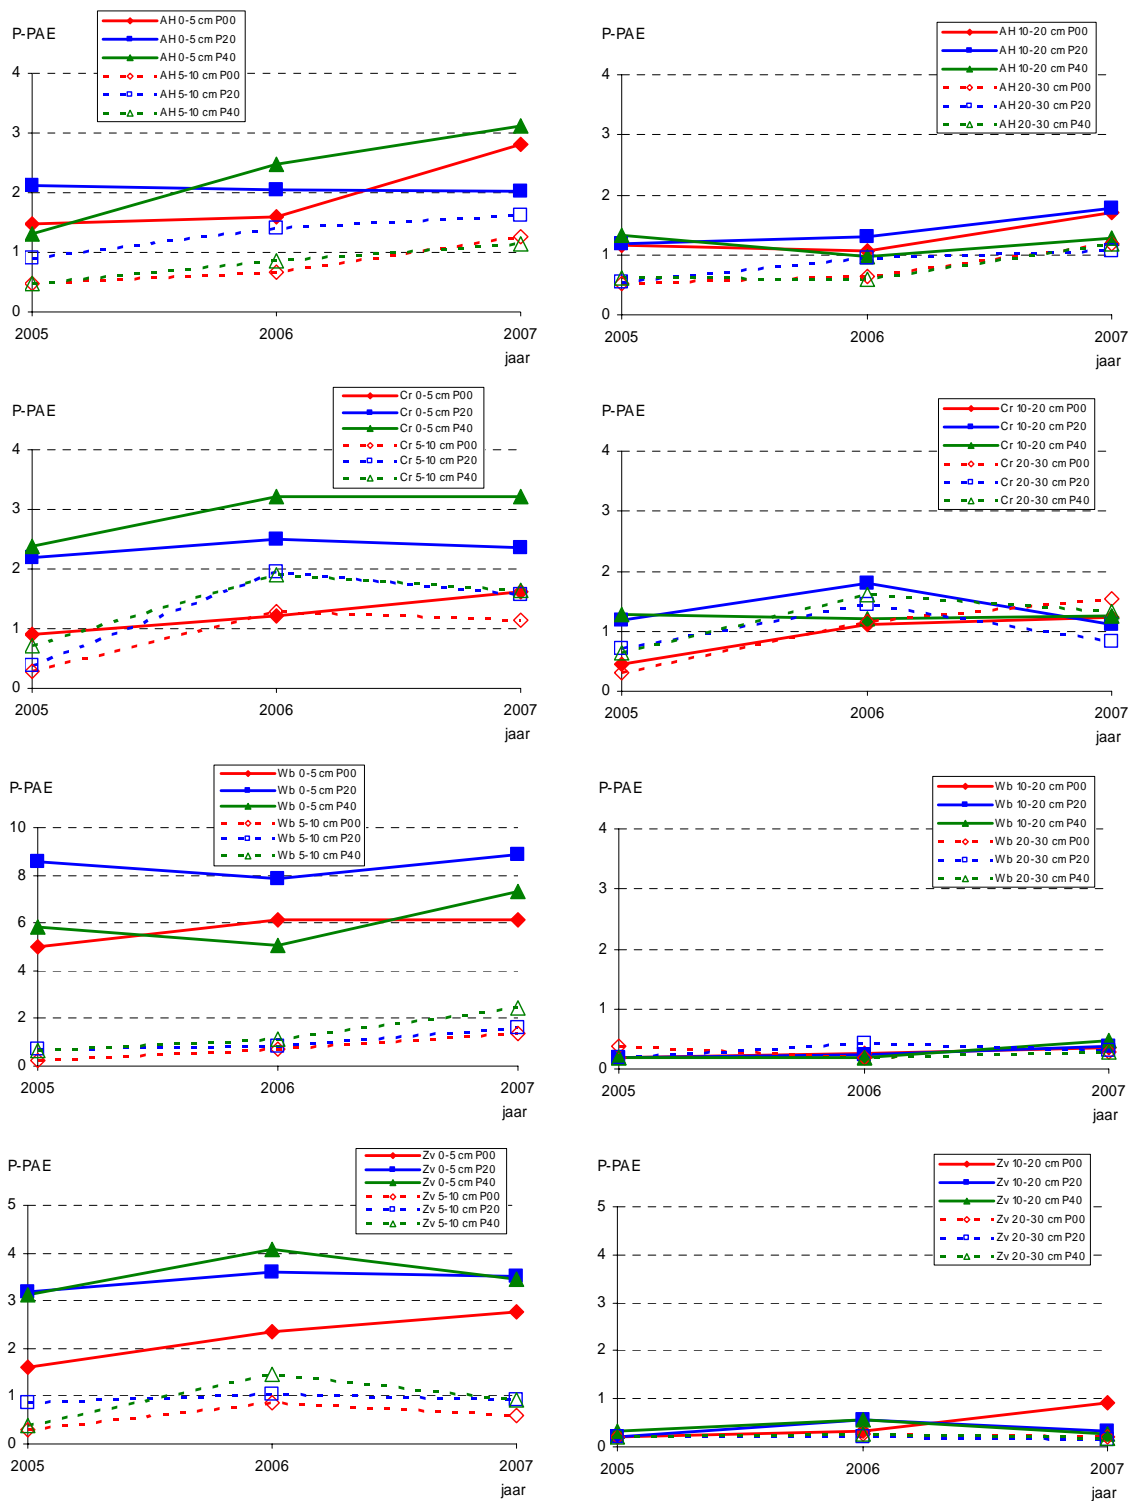 P-PAE
AH 0-5 cm P00
AH 0-5 cm P20
AH 0-5 cm P40
AH 5-10 cm P00
AH 5-10 cm P20
AH 5-10 cm P40
4
3
2
1
0
2005 2006 2007
jaar
P-PAE
AH 10-20 cm P00
AH 10-20 cm P20
AH 10-20 cm P40
AH 20-30 cm P00
AH 20-30 cm P20
AH 20-30 cm P40
4
3
2
1
0
2005 2006 2007
jaar
P-PAE
Cr 0-5 cm P00
Cr 0-5 cm P20
Cr 0-5 cm P40
Cr 5-10 cm P00
Cr 5-10 cm P20
Cr 5-10 cm P40
4
3
2
1
0
2005 2006 2007
jaar
P-PAE
Cr 10-20 cm P00
Cr 10-20 cm P20
Cr 10-20 cm P40
Cr 20-30 cm P00
Cr 20-30 cm P20
Cr 20-30 cm P40
4
3
2
1
0
2005 2006 2007
jaar
P-PAE
Wb 0-5 cm P00
Wb 0-5 cm P20
Wb 0-5 cm P40
Wb 5-10 cm P00
Wb 5-10 cm P20
Wb 5-10 cm P40
10
8
6
4
2
0
2005 2006 2007
jaar
P-PAE
Wb 10-20 cm P00
Wb 10-20 cm P20
Wb 10-20 cm P40
Wb 20-30 cm P00
Wb 20-30 cm P20
Wb 20-30 cm P40
4
3
2
1
0
2005 2006 2007
jaar
P-PAE
Zv 0-5 cm P00
Zv 0-5 cm P20
Zv 0-5 cm P40
Zv 5-10 cm P00
Zv 5-10 cm P20
Zv 5-10 cm P40
5
4
3
2
1
0
2005 2006 2007
jaar
P-PAE
Zv 10-20 cm P00
Zv 10-20 cm P20
Zv 10-20 cm P40
Zv 20-30 cm P00
Zv 20-30 cm P20
Zv 20-30 cm P40
5
4
3
2
1
0
2005 2006 2007
jaar